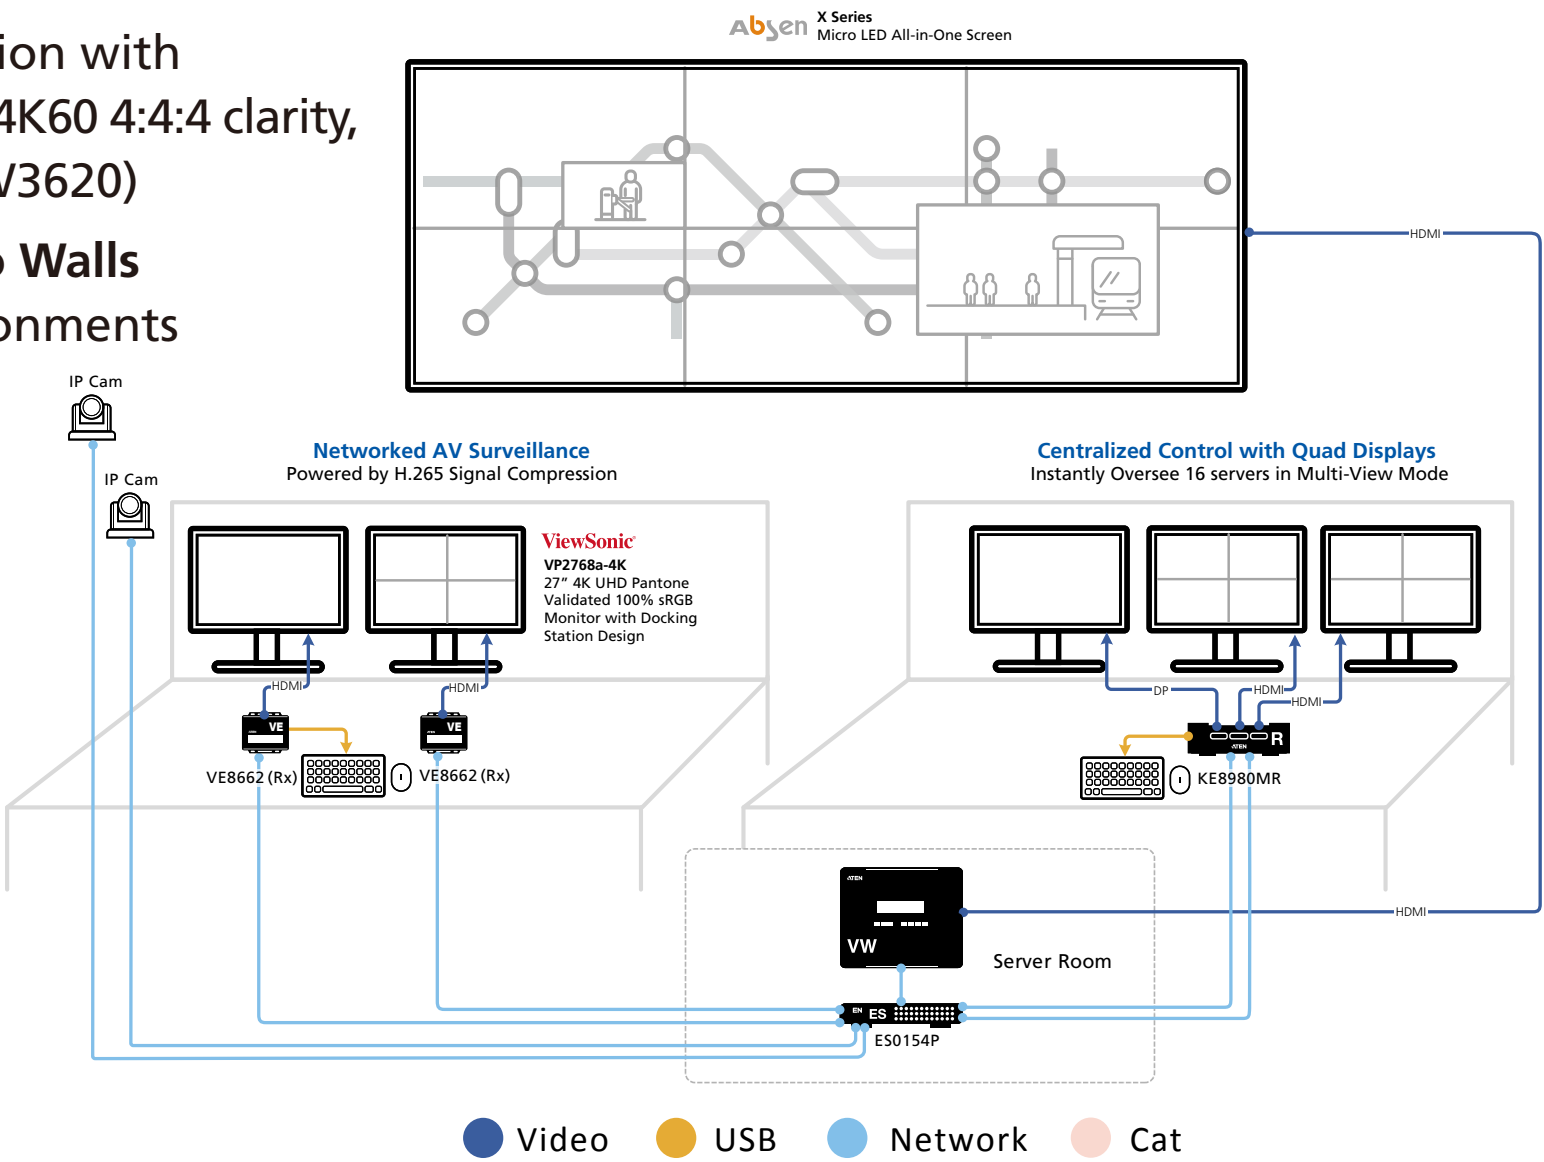 ion with
4K60 4:4:4 clarity,
W3620)
Walls
onments
Absen
X Series
Micro LED All-in-One Screen
HDMI
IP Cam
IP Cam
Networked AV Surveillance
Powered by H.265 Signal Compression
ViewSonic
VP2768a-4K
27" 4K UHD Pantone
Validated 100% sRGB
Monitor with Docking
Station Design
HDMI
HDMI
VE
VE
VE8662 (Rx)
VE8662 (Rx)
Centralized Control with Quad Displays
Instantly Oversee 16 servers in Multi-View Mode
DP
HDMI
HDMI
ATEN
R
KE8980MR
ATEN
VW
Server Room
HDMI
EN
ES
ES0154P
Video
USB
Network
Cat